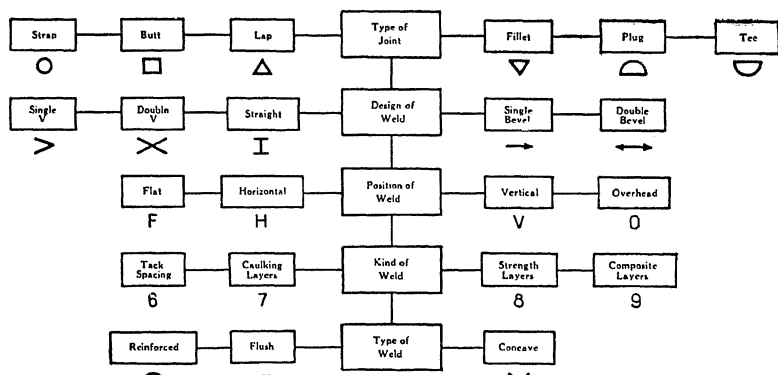 Strap Butt Lap Type of Joint Fillet Plug Tee
Single V Doubln V Straight Design of Weld Single Bevel Double Bevel
Flat Horizontal Position of Weld Vertical Overhead
F H V O
Tack Spacing Caulking Layers Kind of Weld Strength Layers Composite Layers
6 7 8 9
Reinforced Flush Type of Weld Concave